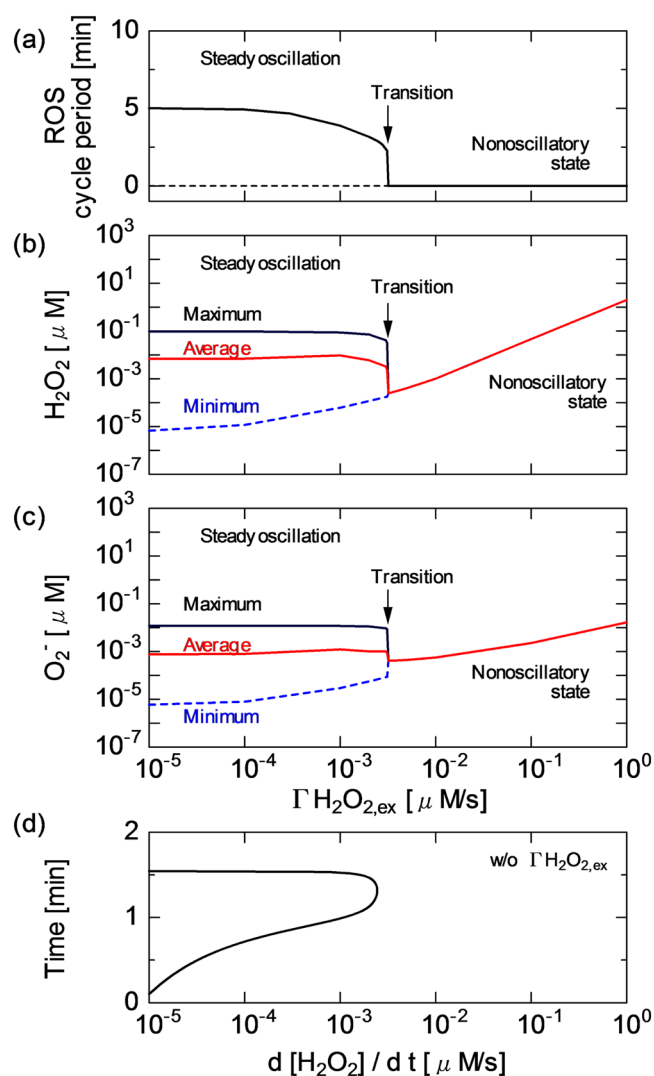 (a)
10
5
0
ROS
cycle period [min]
Steady oscillation
Transition
Nonoscillatory
state
(b)
10³
10¹
10⁻¹
10⁻³
10⁻⁵
10⁻⁷
H₂O₂ [ μ M]
Steady oscillation
Transition
Maximum
Average
Minimum
Nonoscillatory
state
(c)
10³
10¹
10⁻¹
10⁻³
10⁻⁵
10⁻⁷
O₂⁻ [ μ M]
Steady oscillation
Transition
Maximum
Average
Minimum
Nonoscillatory
state
10⁻⁵ 10⁻⁴ 10⁻³ 10⁻² 10⁻¹ 10⁰
Γ H₂O₂,ex [ μ M/s]
(d)
2
1
0
Time [min]
w/o Γ H₂O₂,ex
10⁻⁵ 10⁻⁴ 10⁻³ 10⁻² 10⁻¹ 10⁰
d [H₂O₂] / d t [ μ M/s]